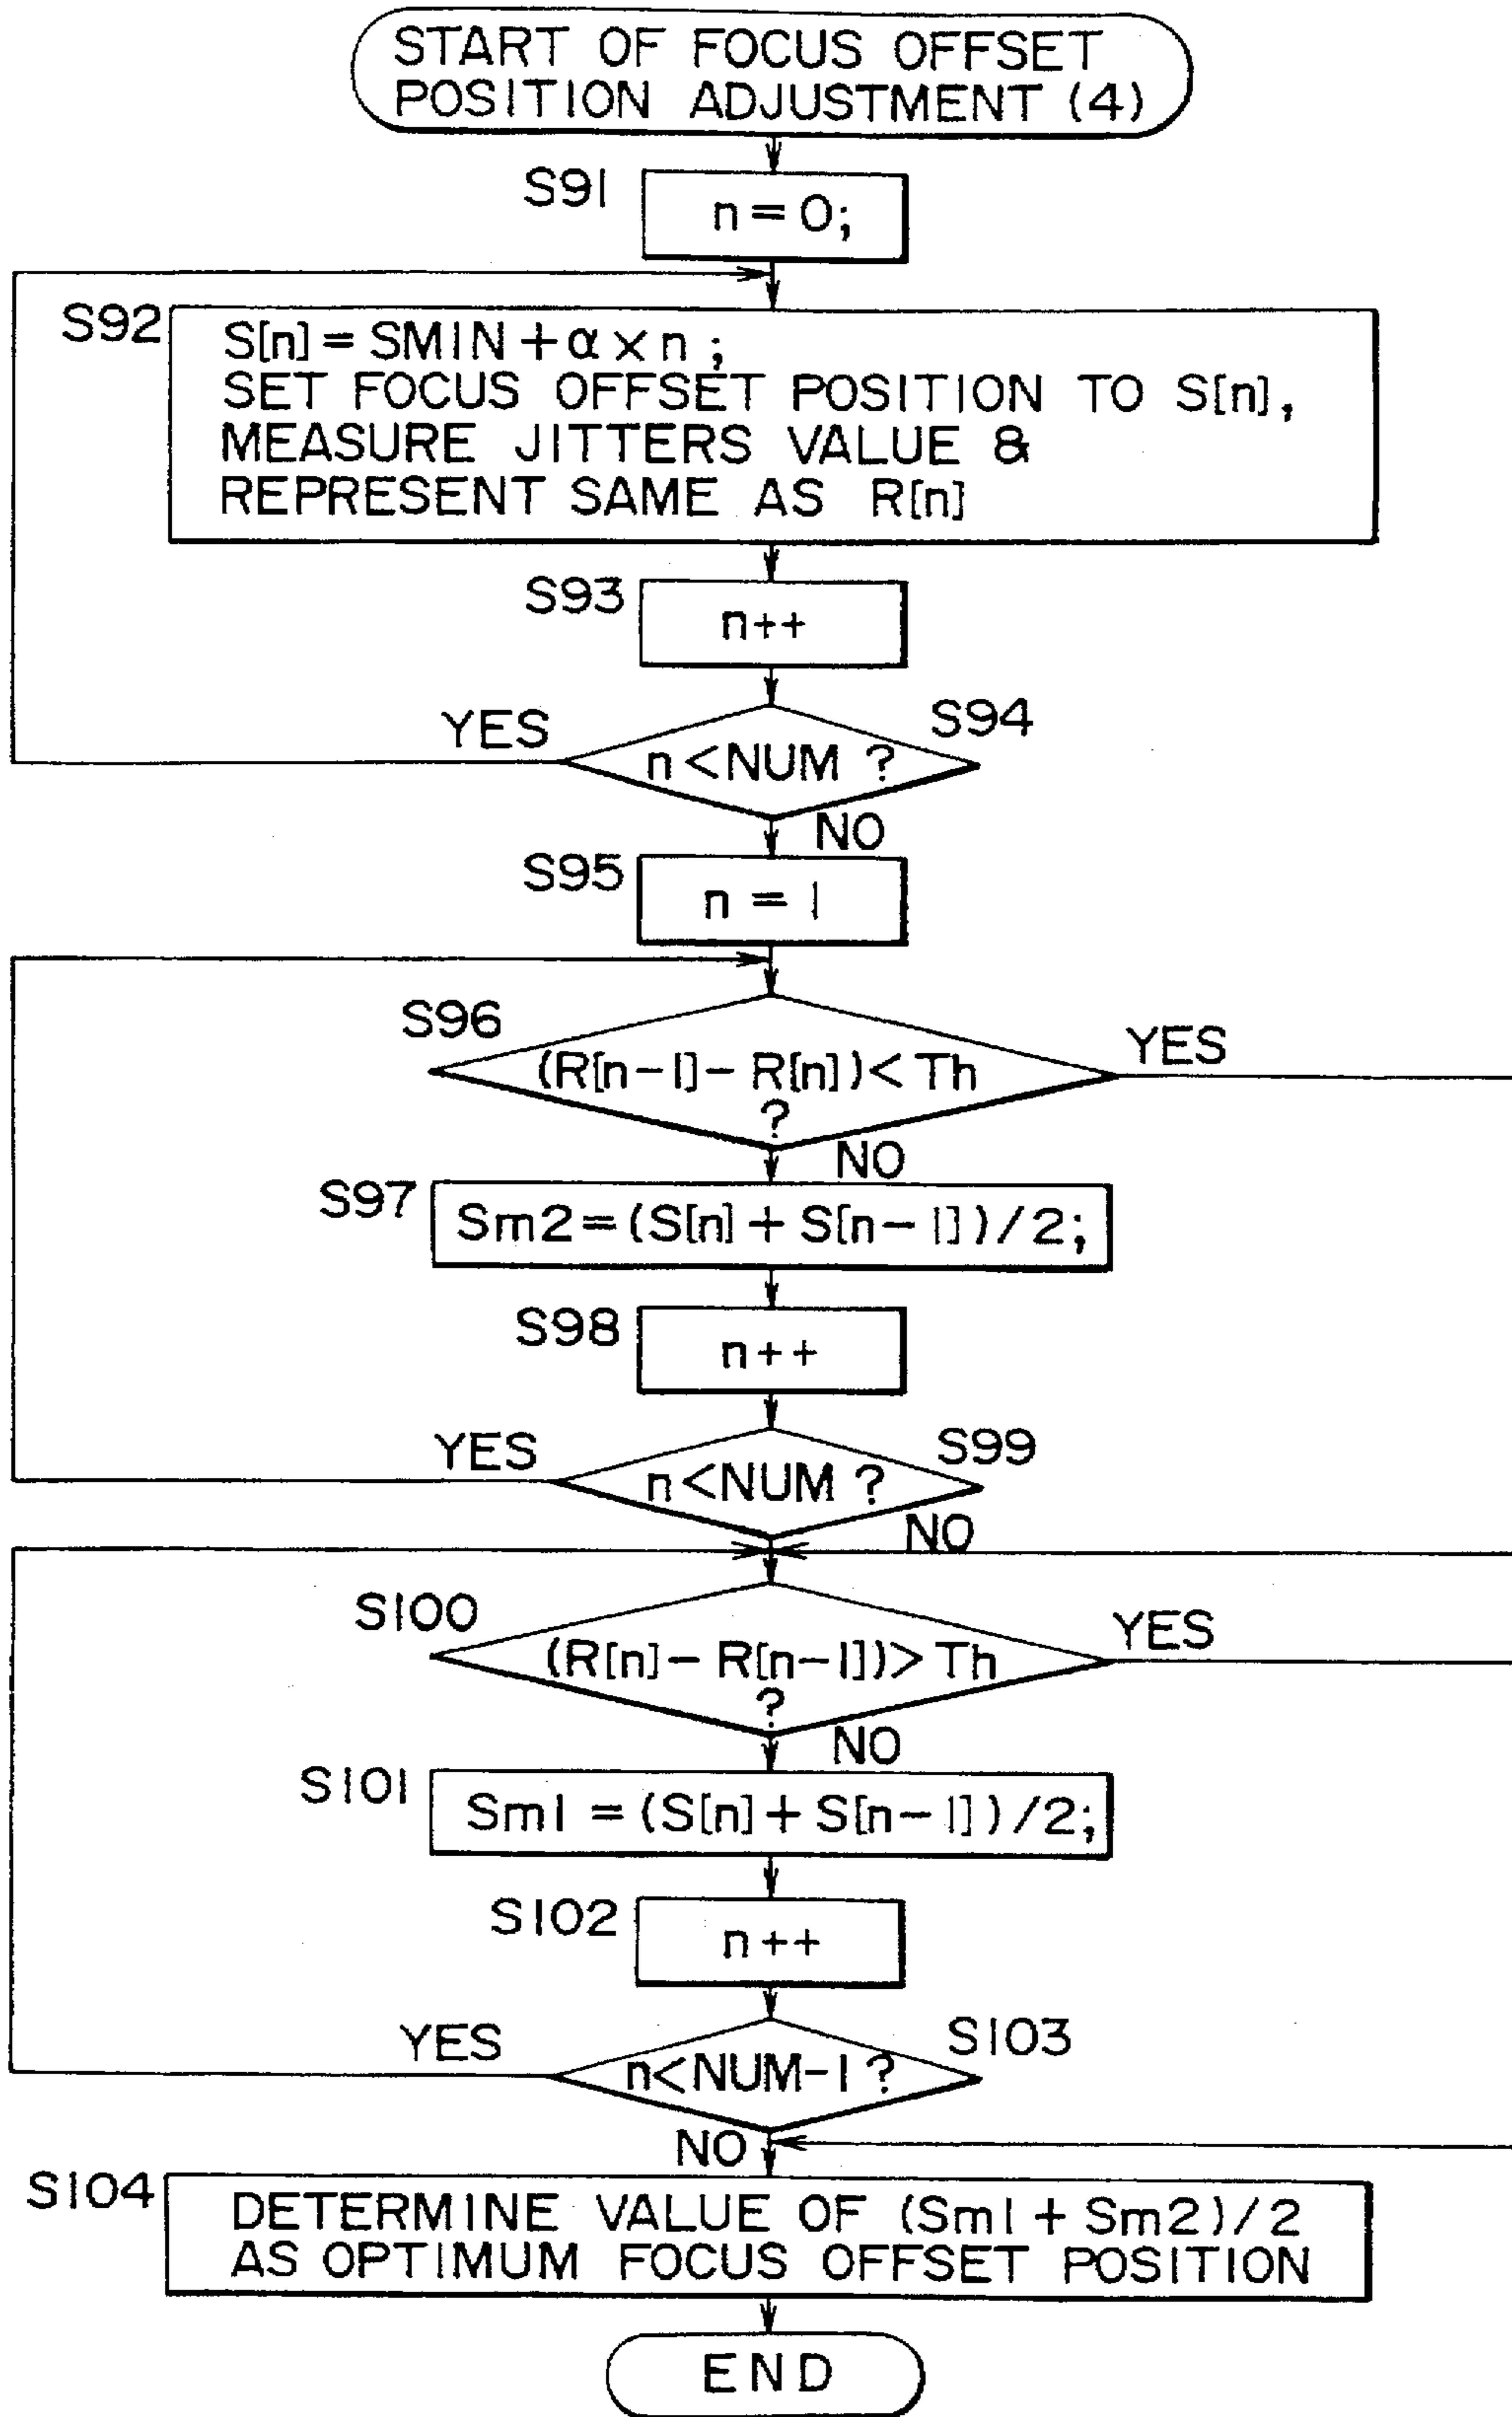 START OF FOCUS OFFSET
POSITION ADJUSTMENT (4)
S91
n=0;
S92
S[n]=SMIN+α×n;
SET FOCUS OFFSET POSITION TO S[n],
MEASURE JITTERS VALUE &
REPRESENT SAME AS R[n]
S93
n++
S94
YES
n<NUM ?
NO
S95
n=1
S96
YES
(R[n-1]-R[n])<Th
?
NO
S97
Sm2=(S[n]+S[n-1])/2;
S98
n++
YES
S99
n<NUM ?
NO
S100
YES
(R[n]-R[n-1])>Th
?
NO
S101
Sm1=(S[n]+S[n-1])/2;
S102
n++
YES
S103
n<NUM-1?
NO
S104
DETERMINE VALUE OF (Sm1+Sm2)/2
AS OPTIMUM FOCUS OFFSET POSITION
END